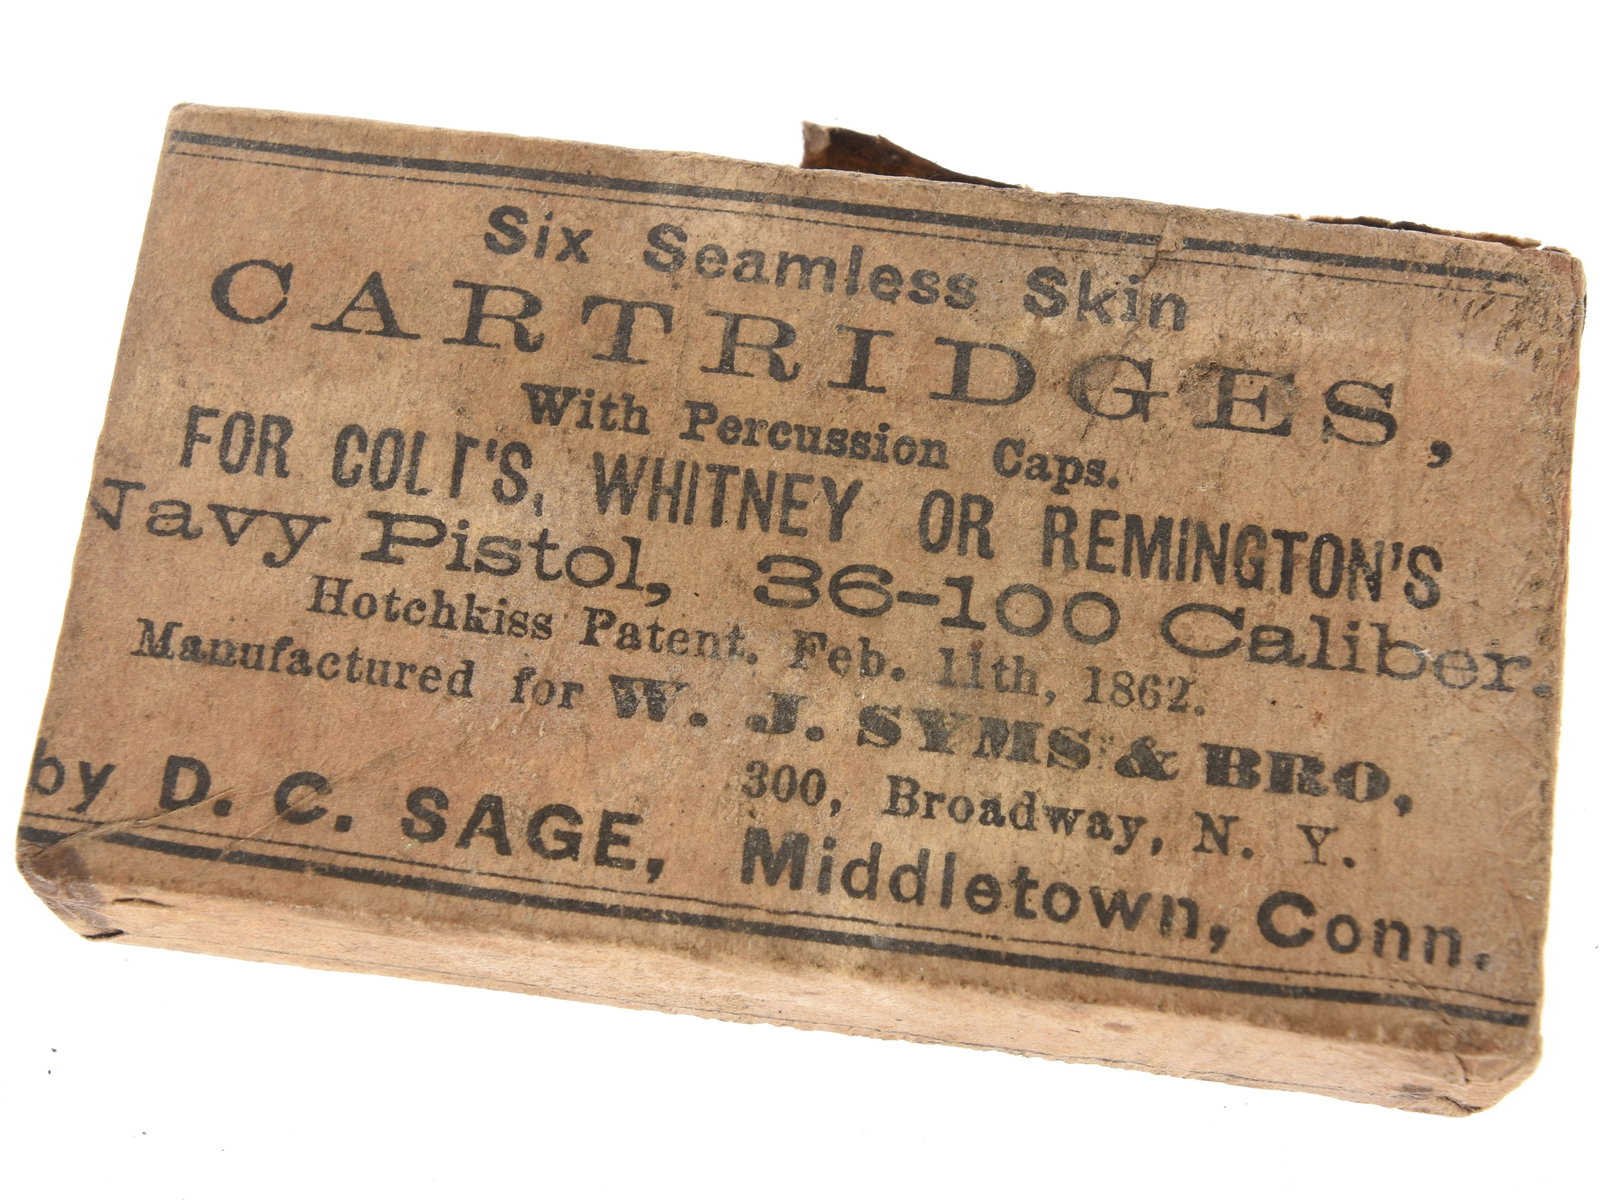 Six Seamless Skin
CARTRIDGES,
With Percussion Caps.
FOR COLT'S, WHITNEY OR REMINGTON'S
Navy Pistol, 36-100 Caliber.
Hotchkiss Patent. Feb. 11th, 1862.
Manufactured for W. J. SYMS & BRO,
300, Broadway, N. Y.
by D. C. SAGE, Middletown, Conn.